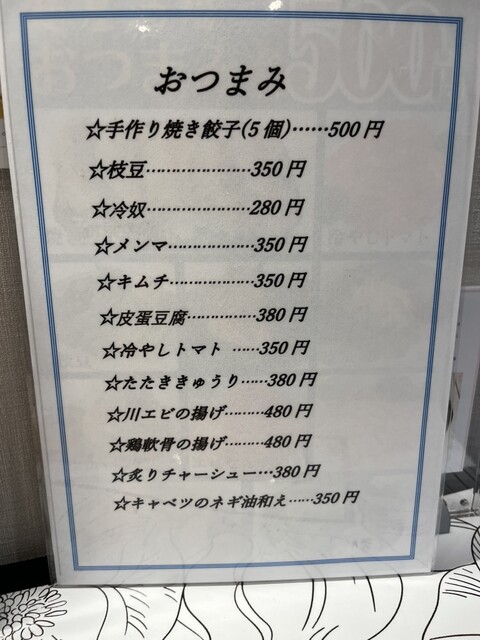 おつまみ
☆手作り焼き餃子(5個)……500円
☆枝豆…………………350円
☆冷奴…………………280円
☆メンマ………………350円
☆キムチ………………350円
☆皮蛋豆腐……………380円
☆冷やしトマト ……350円
☆たたききゅうり……380円
☆川エビの揚げ………480円
☆鶏軟骨の揚げ………480円
☆炙りチャーシュー…380円
☆キャベツのネギ油和え……350円